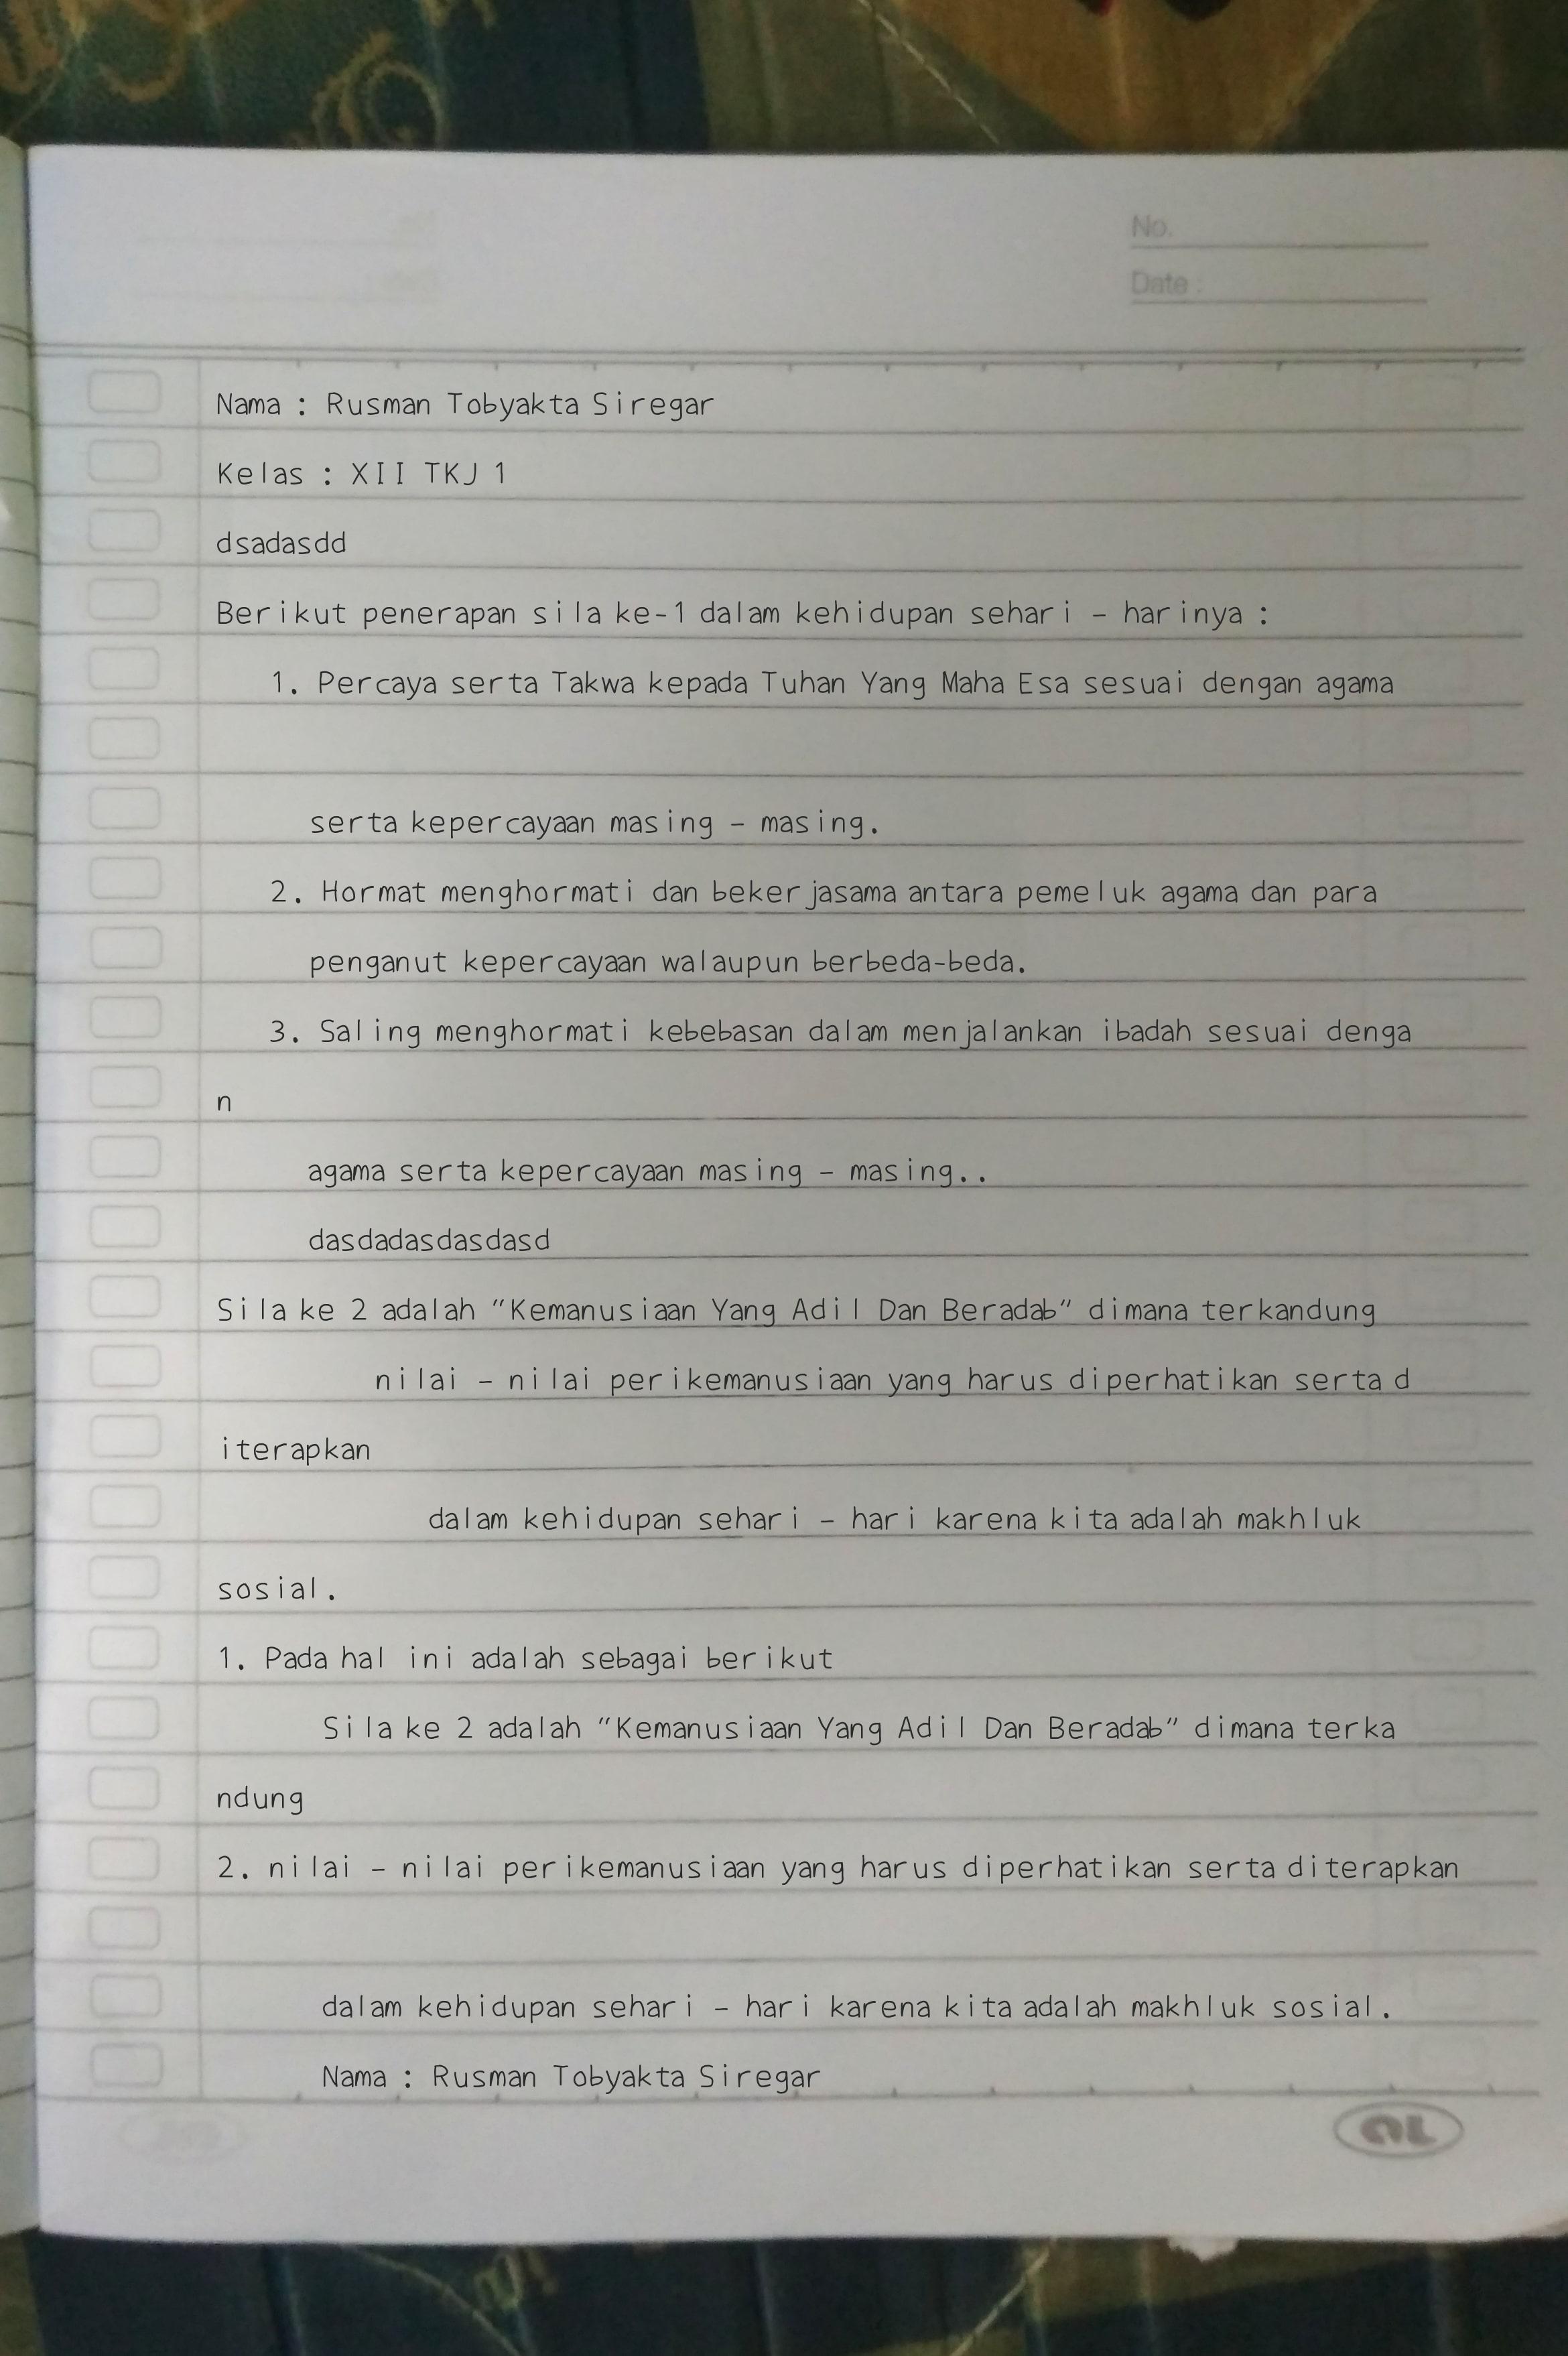 No.
Date :
Nama : Rusman Tobyakta Siregar
Kelas : XII TKJ 1
dsadasdd
Berikut penerapan sila ke-1 dalam kehidupan sehari - harinya :
1. Percaya serta Takwa kepada Tuhan Yang Maha Esa sesuai dengan agama
serta kepercayaan masing - masing.
2. Hormat menghormati dan bekerjasama antara pemeluk agama dan para
penganut kepercayaan walaupun berbeda-beda.
3. Saling menghormati kebebasan dalam menjalankan ibadah sesuai denga
n
agama serta kepercayaan masing - masing..
dasdadasdasdasd
Sila ke 2 adalah "Kemanusiaan Yang Adil Dan Beradab" dimana terkandung
nilai - nilai perikemanusiaan yang harus diperhatikan serta d
iterapkan
dalam kehidupan sehari - hari karena kita adalah makhluk
sosial.
1. Pada hal ini adalah sebagai berikut
Sila ke 2 adalah "Kemanusiaan Yang Adil Dan Beradab" dimana terka
ndung
2. nilai - nilai perikemanusiaan yang harus diperhatikan serta diterapkan
dalam kehidupan sehari - hari karena kita adalah makhluk sosial.
Nama : Rusman Tobyakta Siregar